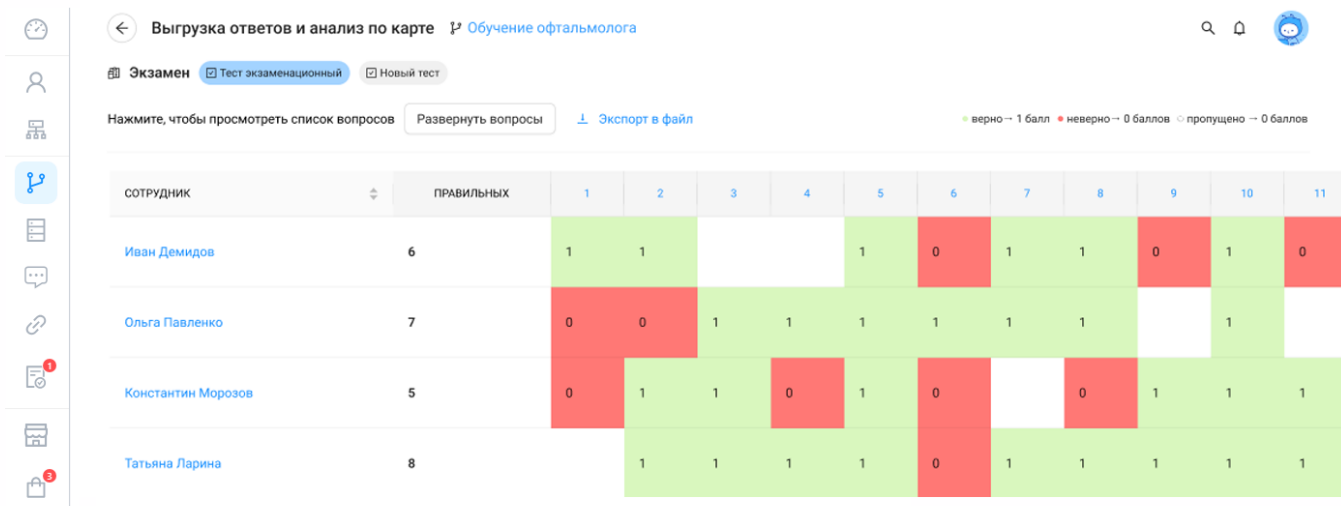 Выгрузка ответов и анализ по карте Обучение офтальмолога
Экзамен Тест экзаменационный Новый тест
Нажмите, чтобы просмотреть список вопросов Развернуть вопросы Экспорт в файл верно→ 1 балл неверно→ 0 баллов пропущено → 0 баллов
СОТРУДНИК ПРАВИЛЬНЫХ 1 2 3 4 5 6 7 8 9 10 11
Иван Демидов 6 1 1 1 0 1 1 0 1 0
Ольга Павленко 7 0 0 1 1 1 1 1 1 1
1
Константин Морозов 5 0 1 1 0 1 0 0 1 1 1
Татьяна Ларина 8 1 1 1 1 0 1 1 1 1 1
3